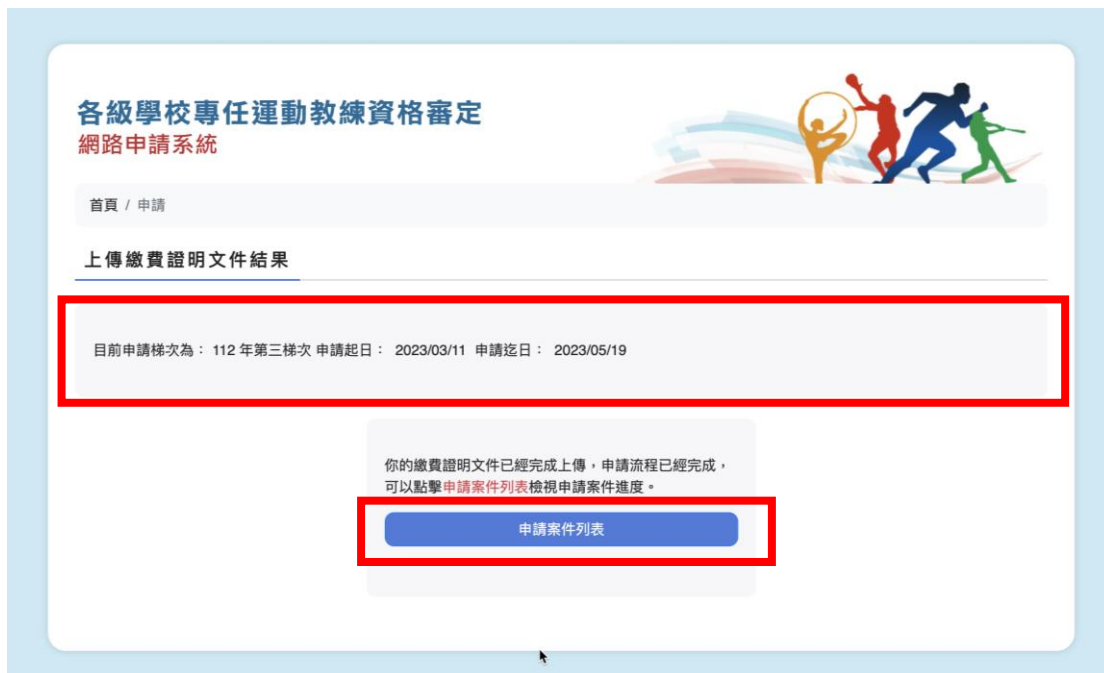 各級學校專任運動教練資格審定
網路申請系統
首頁 / 申請
上傳繳費證明文件結果
目前申請梯次為： 112 年第三梯次 申請起日： 2023/03/11 申請迄日： 2023/05/19
你的繳費證明文件已經完成上傳，申請流程已經完成，
可以點擊申請案件列表檢視申請案件進度。
申請案件列表